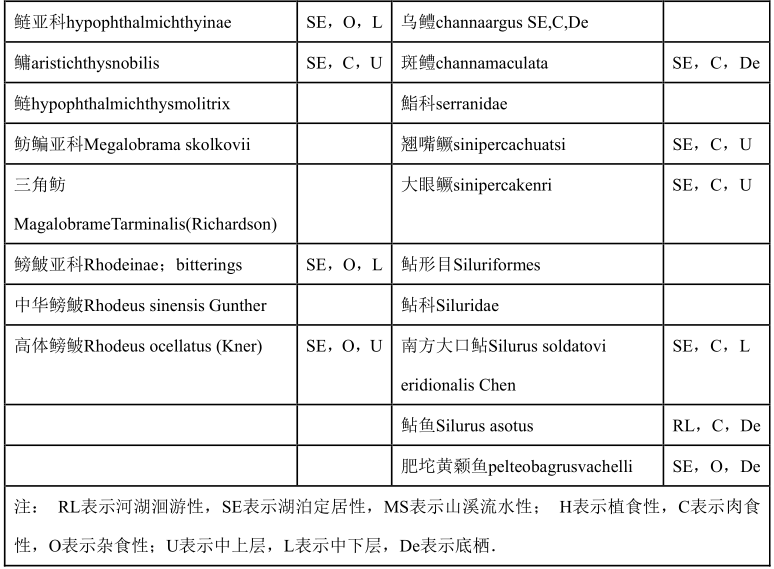 鲢亚科hypophthalmichthyinae SE，O，L 乌鳢channaargus SE,C,De
鳙aristichthysnobilis SE，C，U 斑鳢channamaculata SE，C，De
鲢hypophthalmichthysmolitrix 鮨科serranidae
鲂鳊亚科Megalobrama skolkovii 翘嘴鳜sinipercachuatsi SE，C，U
三角鲂 大眼鳜sinipercakenri SE，C，U
MagalobrameTarminalis(Richardson)
鳑鲏亚科Rhodeinae；bitterings SE，O，L 鲇形目Siluriformes
中华鳑鲏Rhodeus sinensis Gunther 鲇科Siluridae
高体鳑鲏Rhodeus ocellatus (Kner) SE，O，U 南方大口鲇Silurus soldatovi SE，C，L
eridionalis Chen
鲇鱼Silurus asotus RL，C，De
肥坨黄颡鱼pelteobagrusvachelli SE，O，De
注： RL表示河湖洄游性，SE表示湖泊定居性，MS表示山溪流水性； H表示植食性，C表示肉食
性，O表示杂食性；U表示中上层，L表示中下层，De表示底栖．